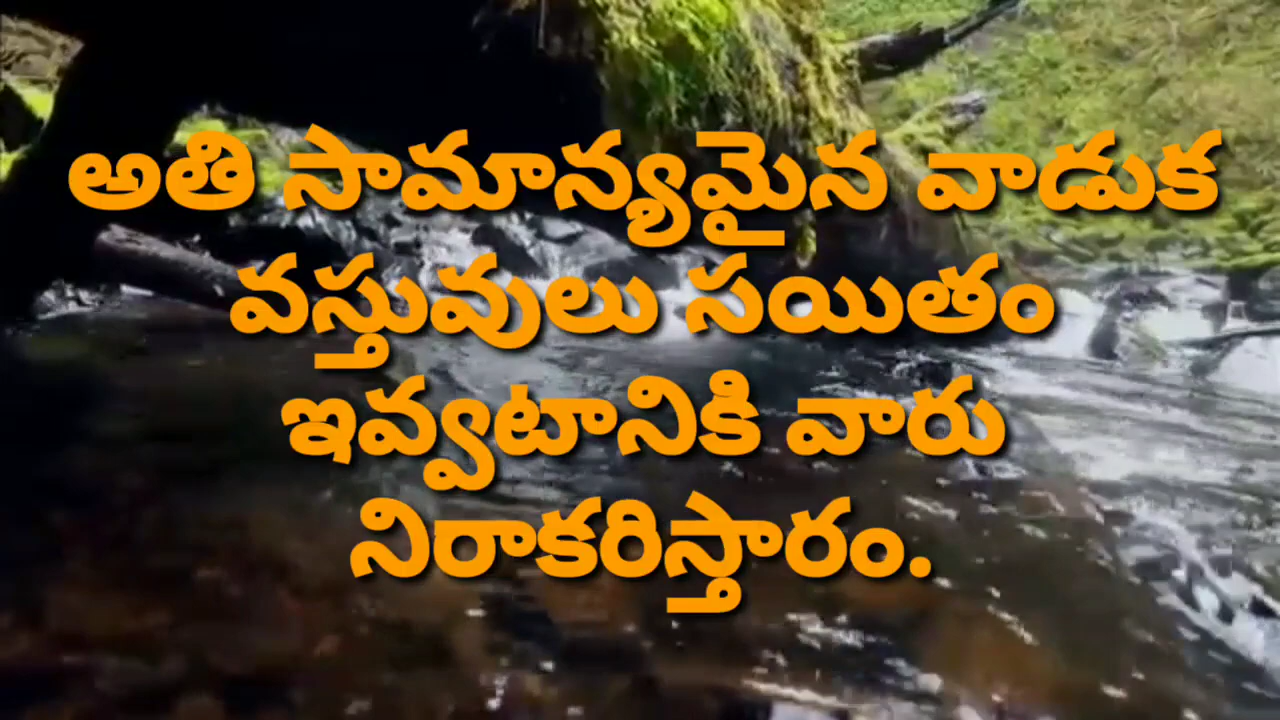 అతి సామాన్యమైన వాడుక
వస్తువులు సయితం
ఇవ్వటానికి వారు
నిరాకరిస్తారం.